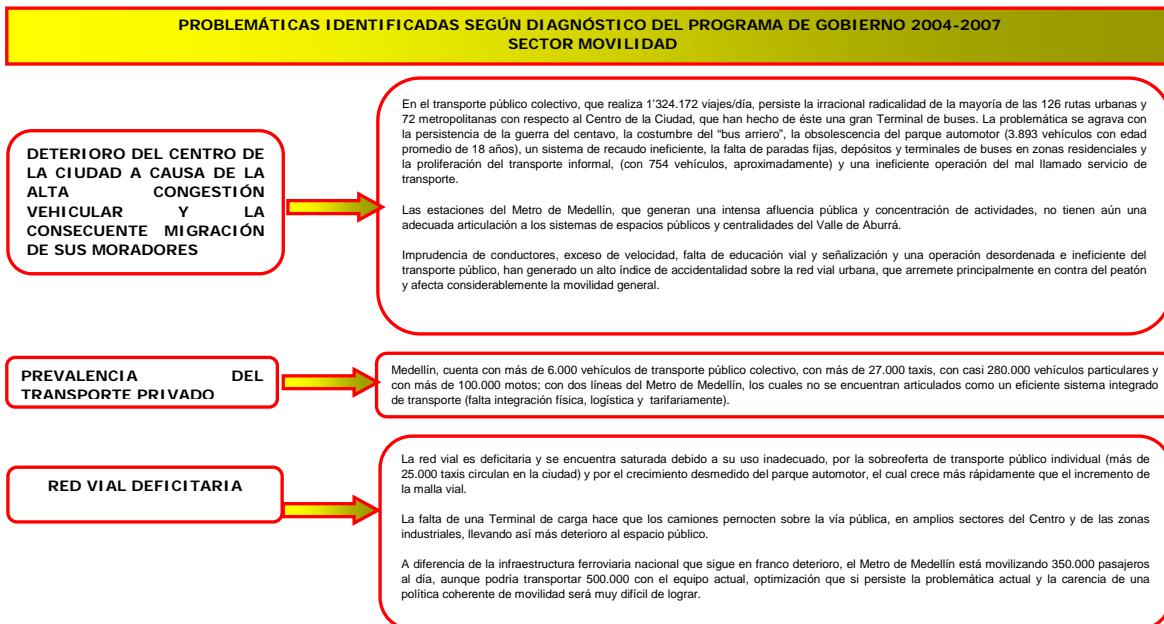 PROBLEMÁTICAS IDENTIFICADAS SEGÚN DIAGNÓSTICO DEL PROGRAMA DE GOBIERNO 2004-2007
SECTOR MOVILIDAD
DETERIORO DEL CENTRO DE
LA CIUDAD A CAUSA DE LA
ALTA CONGESTIÓN
VEHICULAR Y LA
CONSECUENTE MIGRACIÓN
DE SUS MORADORES
En el transporte público colectivo, que realiza 1'324.172 viajes/día, persiste la irracional radicalidad de la mayoría de las 126 rutas urbanas y
72 metropolitanas con respecto al Centro de la Ciudad, que han hecho de éste una gran Terminal de buses. La problemática se agrava con
la persistencia de la guerra del centavo, la costumbre del "bus arriero", la obsolescencia del parque automotor (3.893 vehículos con edad
promedio de 18 años), un sistema de recaudo ineficiente, la falta de paradas fijas, depósitos y terminales de buses en zonas residenciales y
la proliferación del transporte informal, (con 754 vehículos, aproximadamente) y una ineficiente operación del mal llamado servicio de
transporte.
Las estaciones del Metro de Medellín, que generan una intensa afluencia pública y concentración de actividades, no tienen aún una
adecuada articulación a los sistemas de espacios públicos y centralidades del Valle de Aburrá.
Imprudencia de conductores, exceso de velocidad, falta de educación vial y señalización y una operación desordenada e ineficiente del
transporte público, han generado un alto índice de accidentalidad sobre la red vial urbana, que arremete principalmente en contra del peatón
y afecta considerablemente la movilidad general.
PREVALENCIA DEL
TRANSPORTE PRIVADO
Medellín, cuenta con más de 6.000 vehículos de transporte público colectivo, con más de 27.000 taxis, con casi 280.000 vehículos particulares y
con más de 100.000 motos; con dos líneas del Metro de Medellín, los cuales no se encuentran articulados como un eficiente sistema integrado
de transporte (falta integración física, logística y tarifariamente).
RED VIAL DEFICITARIA
La red vial es deficitaria y se encuentra saturada debido a su uso inadecuado, por la sobreoferta de transporte público individual (más de
25.000 taxis circulan en la ciudad) y por el crecimiento desmedido del parque automotor, el cual crece más rápidamente que el incremento de
la malla vial.
La falta de una Terminal de carga hace que los camiones pernocten sobre la vía pública, en amplios sectores del Centro y de las zonas
industriales, llevando así más deterioro al espacio público.
A diferencia de la infraestructura ferroviaria nacional que sigue en franco deterioro, el Metro de Medellín está movilizando 350.000 pasajeros
al día, aunque podría transportar 500.000 con el equipo actual, optimización que si persiste la problemática actual y la carencia de una
política coherente de movilidad será muy difícil de lograr.